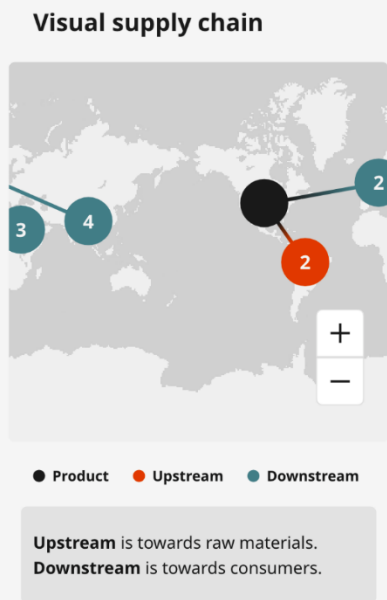 Visual supply chain
2
3
4
2
+
−
Product Upstream Downstream
Upstream is towards raw materials.
Downstream is towards consumers.